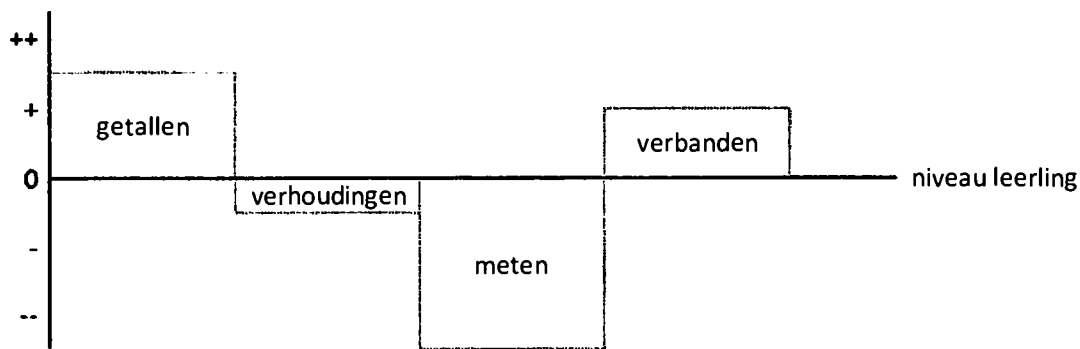 ++
+
getallen
verbanden
0
niveau leerling
verhoudingen
-
meten
--